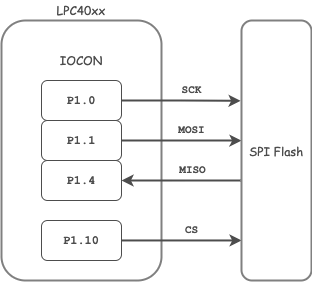 LPC40xx
IOCON
P1.0
SCK
P1.1
MOSI
SPI Flash
P1.4
MISO
P1.10
CS